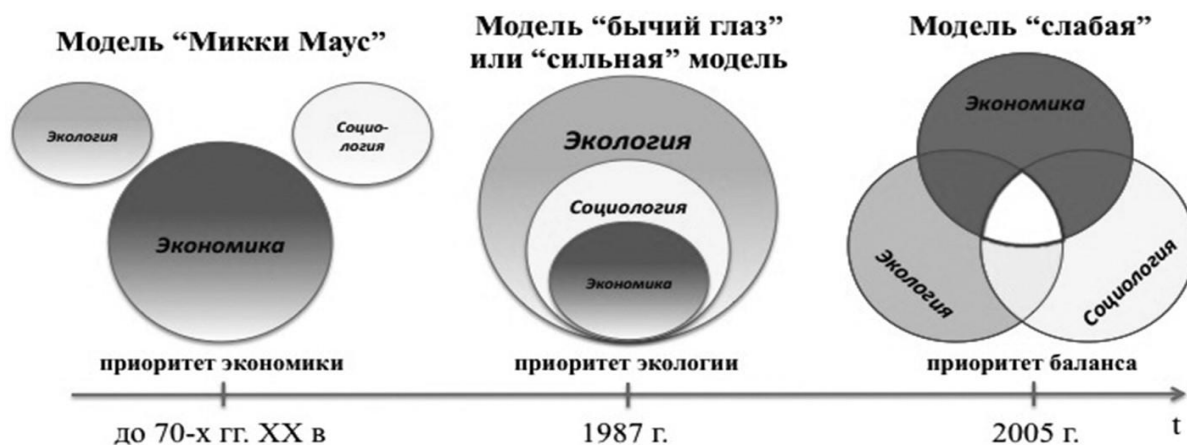 Модель “Микки Маус”
Экология
Социо-
логия
Экономика
приоритет экономики
до 70-х гг. XX в
Модель “бычий глаз”
или “сильная” модель
Экология
Социология
Экономика
приоритет экологии
1987 г.
Модель “слабая”
Экономика
Экология
Социология
приоритет баланса
2005 г.
t